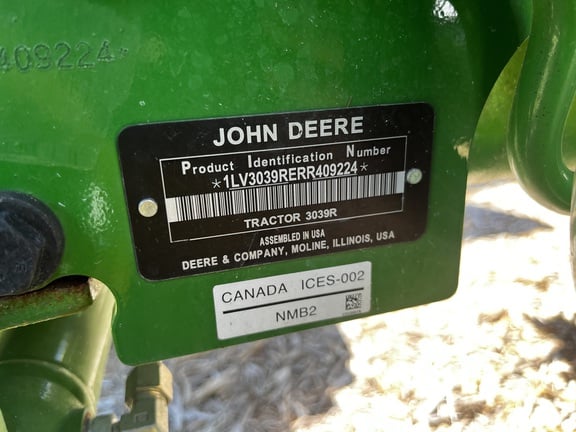 409224*
JOHN DEERE
Product Identification Number
*1LV3039RERR409224*
TRACTOR 3039R
ASSEMBLED IN USA
DEERE & COMPANY, MOLINE, ILLINOIS, USA
CANADA ICES-002
NMB2